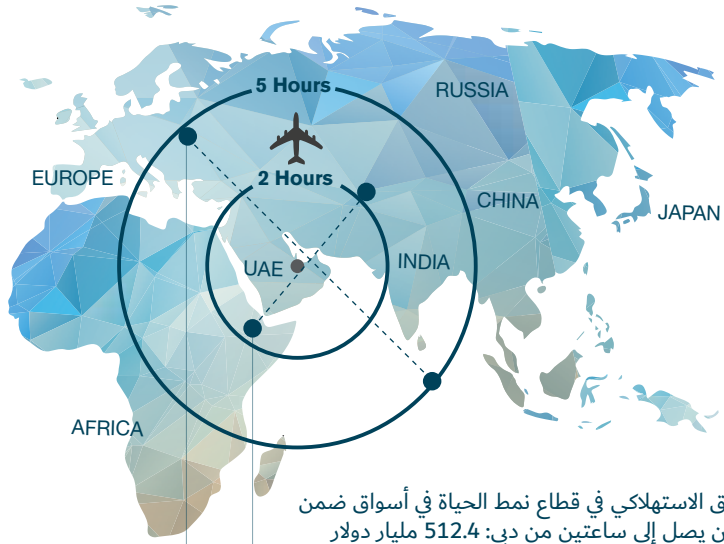 5 Hours
RUSSIA
2 Hours
EUROPE
CHINA
JAPAN
UAE
INDIA
AFRICA
الاستهلاكي في قطاع نمط الحياة في أسواق ضمن
يصل إلى ساعتين من دبي: 512.4 مليار دولار